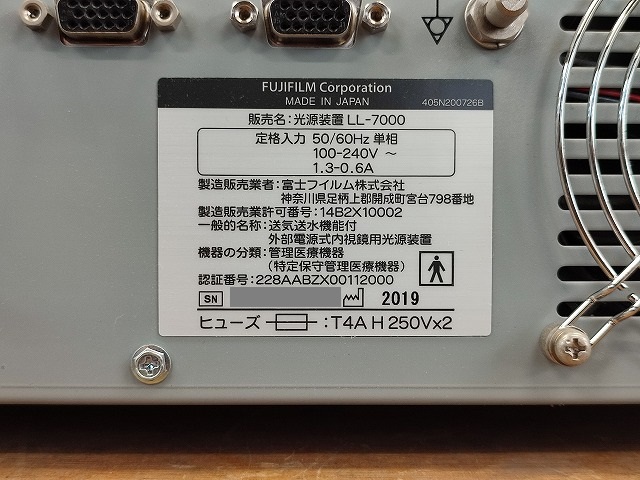 FUJIFILM Corporation
MADE IN JAPAN 405N200726B
販売名：光源装置 LL-7000
定格入力 50/60Hz 単相
100-240V ～
1.3-0.6A
製造販売業者：富士フイルム株式会社
神奈川県足柄上郡開成町宮台798番地
製造販売業許可番号：14B2X10002
一般的名称：送気送水機能付
外部電源式内視鏡用光源装置
機器の分類：管理医療機器
（特定保守管理医療機器）
認証番号：228AABZX00112000
SN 2019
ヒューズ ：T4A H 250Vx2